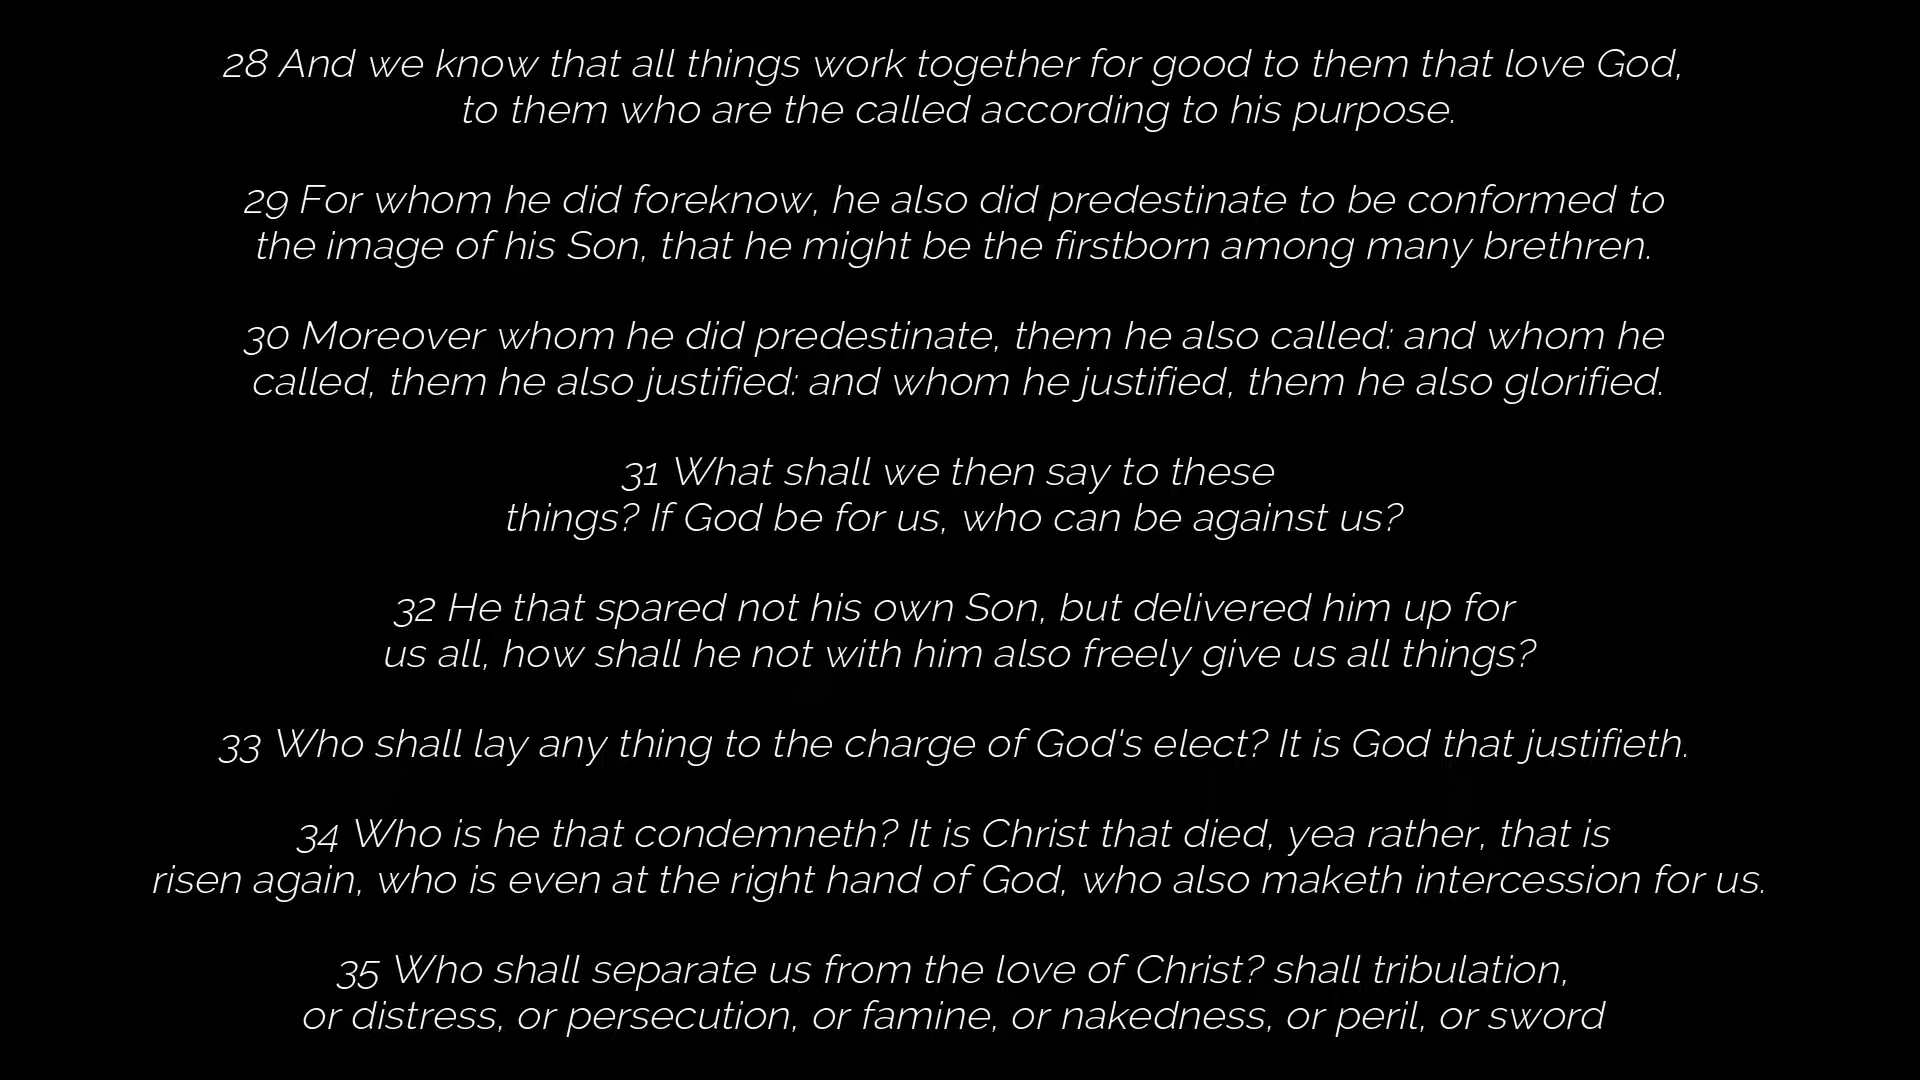 28 And we know that all things work together for good to them that love God,
to them who are the called according to his purpose.
29 For whom he did foreknow, he also did predestinate to be conformed to
the image of his Son, that he might be the firstborn among many brethren.
30 Moreover whom he did predestinate, them he also called: and whom he
called, them he also justified: and whom he justified, them he also glorified.
31 What shall we then say to these
things? If God be for us, who can be against us?
32 He that spared not his own Son, but delivered him up for
us all, how shall he not with him also freely give us all things?
33 Who shall lay any thing to the charge of God's elect? It is God that justifieth.
34 Who is he that condemneth? It is Christ that died, yea rather, that is
risen again, who is even at the right hand of God, who also maketh intercession for us.
35 Who shall separate us from the love of Christ? shall tribulation,
or distress, or persecution, or famine, or nakedness, or peril, or sword